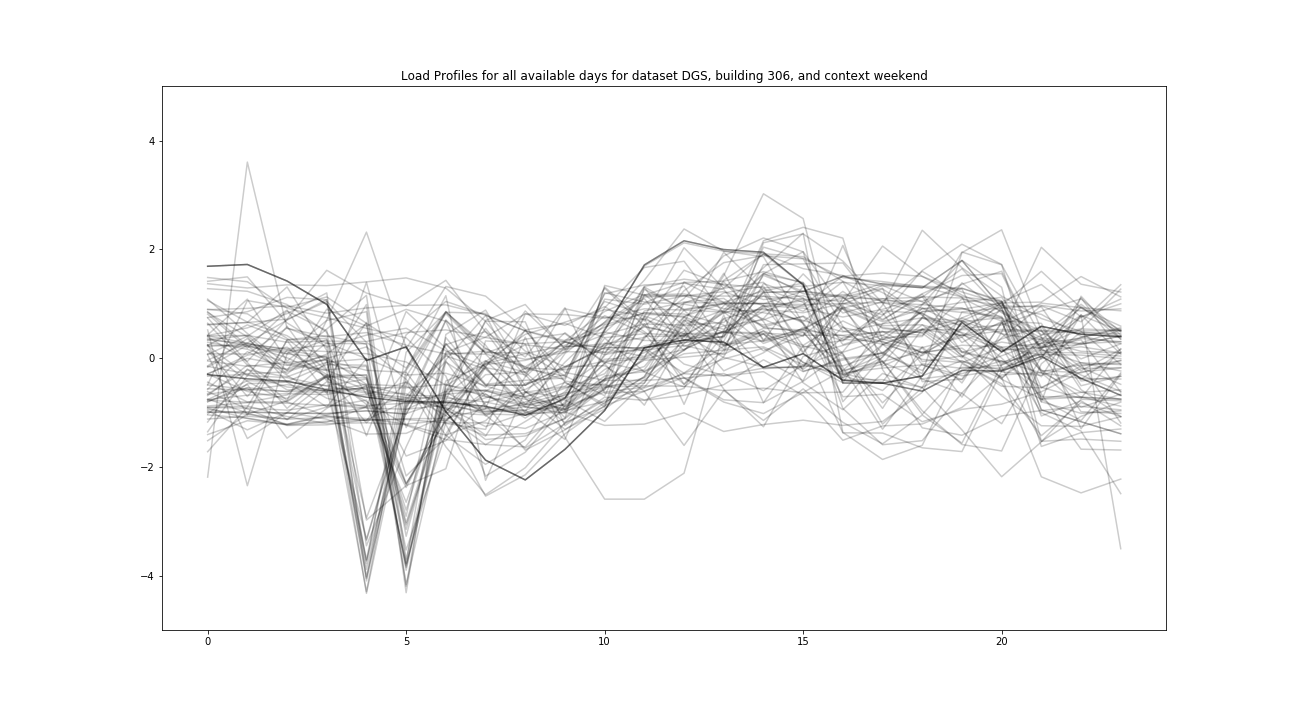 Load Profiles for all available days for dataset DGS, building 306, and context weekend
4
2
0
−2
−4
0 5 10 15 20